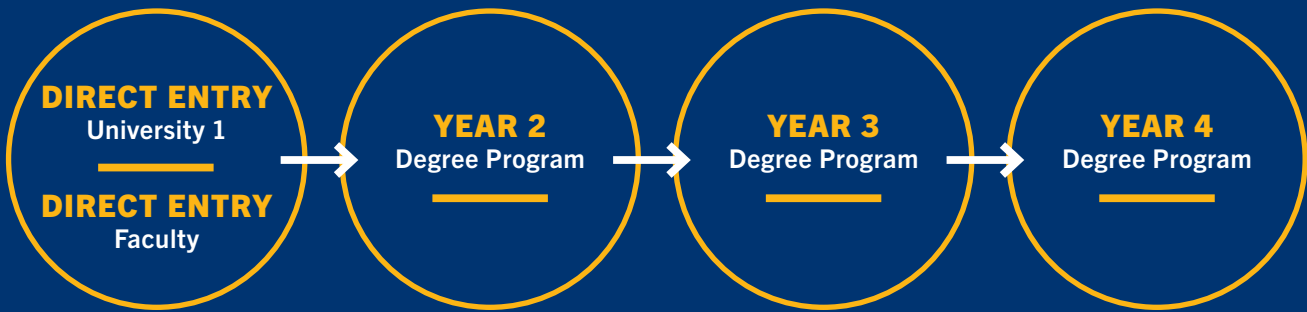 DIRECT ENTRY
University 1
DIRECT ENTRY
Faculty
YEAR 2
Degree Program
YEAR 3
Degree Program
YEAR 4
Degree Program